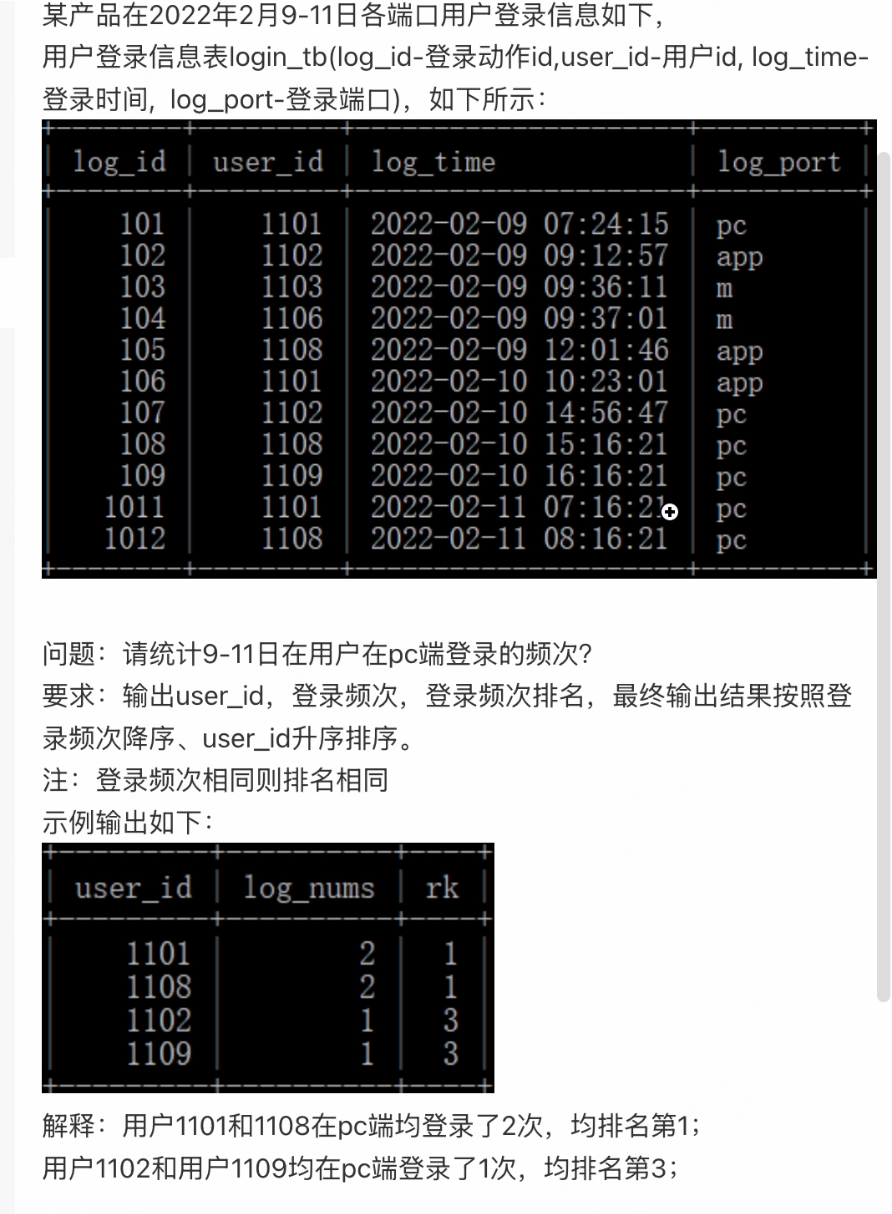 某产品在2022年2月9-11日各端口用户登录信息如下，
用户登录信息表login_tb(log_id-登录动作id,user_id-用户id, log_time-
登录时间, log_port-登录端口)，如下所示：
log_id user_id log_time log_port
101 1101 2022-02-09 07:24:15 pc
102 1102 2022-02-09 09:12:57 app
103 1103 2022-02-09 09:36:11 m
104 1106 2022-02-09 09:37:01 m
105 1108 2022-02-09 12:01:46 app
106 1101 2022-02-10 10:23:01 app
107 1102 2022-02-10 14:56:47 pc
108 1108 2022-02-10 15:16:21 pc
109 1109 2022-02-10 16:16:21 pc
1011 1101 2022-02-11 07:16:21 pc
1012 1108 2022-02-11 08:16:21 pc
问题：请统计9-11日在用户在pc端登录的频次?
要求：输出user_id，登录频次，登录频次排名，最终输出结果按照登
录频次降序、user_id升序排序。
注：登录频次相同则排名相同
示例输出如下：
user_id log_nums rk
1101 2 1
1108 2 1
1102 1 3
1109 1 3
解释：用户1101和1108在pc端均登录了2次，均排名第1；
用户1102和用户1109均在pc端登录了1次，均排名第3；